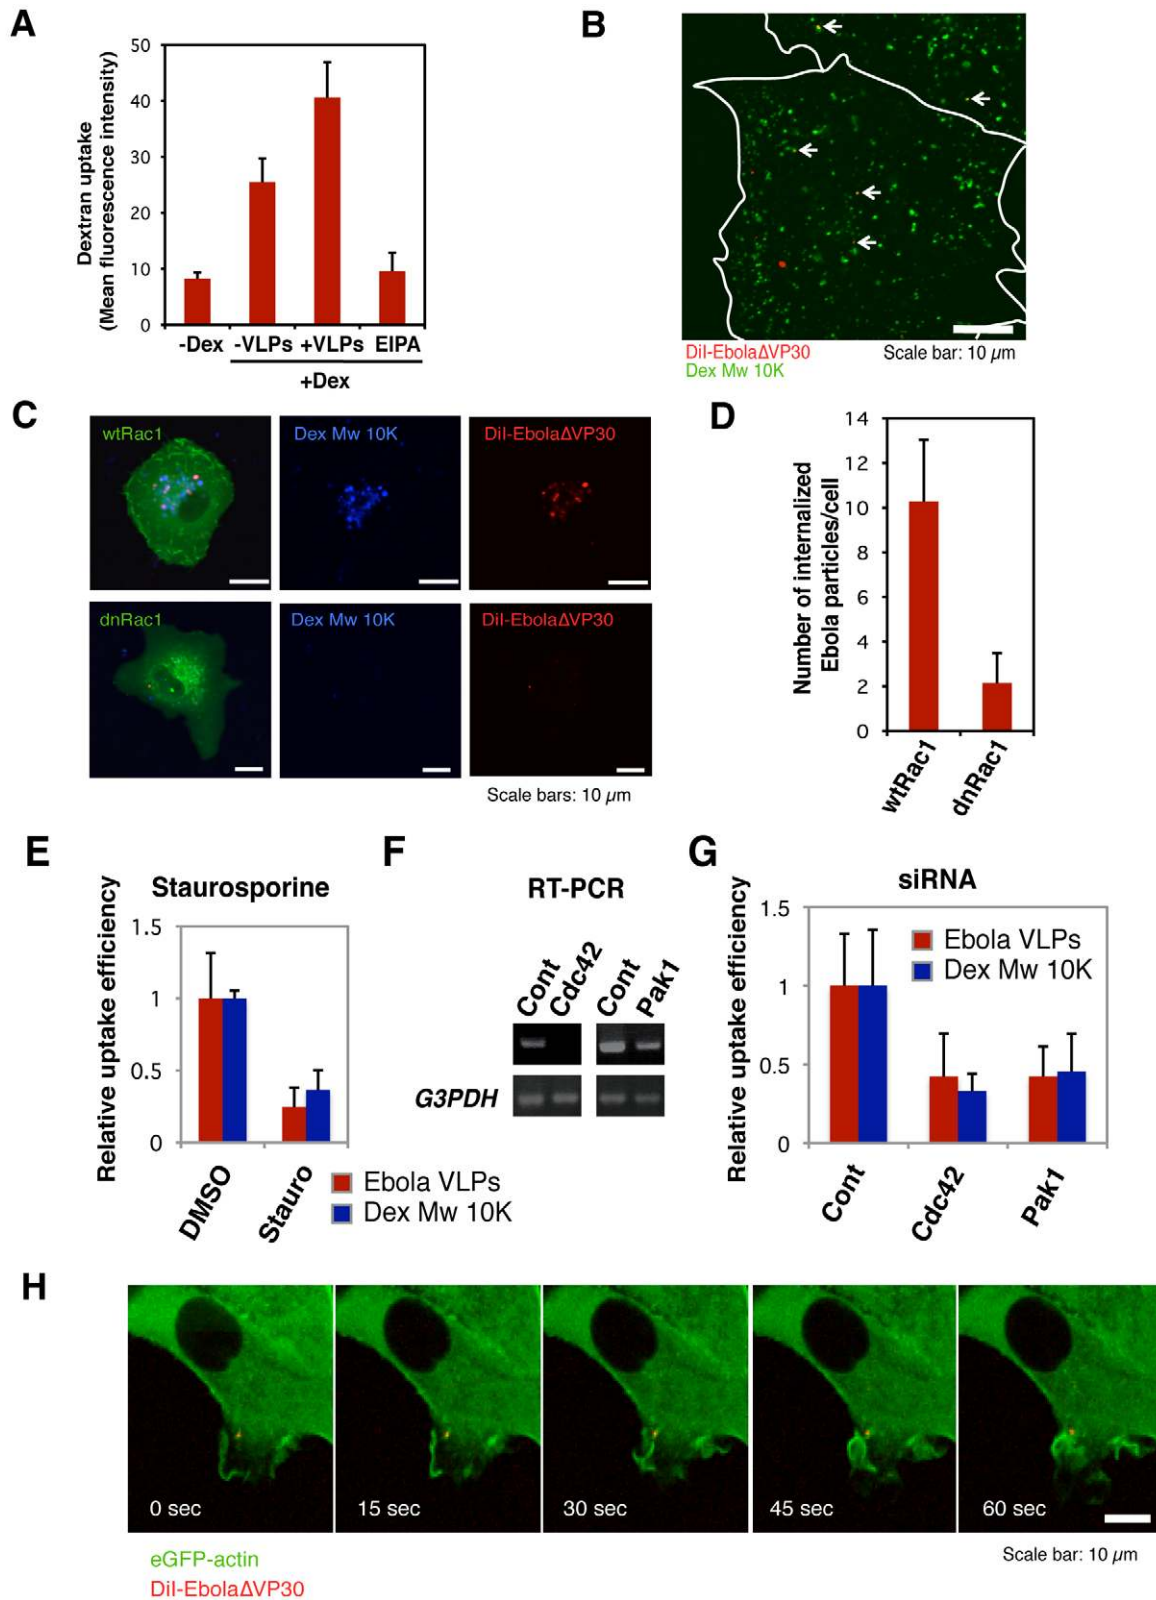 A
Dextran uptake
(Mean fluorescence intensity)
50
40
30
20
10
0
-Dex -VLPs +VLPs EIPA
+Dex
B
DiI-EbolaΔVP30
Dex Mw 10K
Scale bar: 10 µm
C
wtRac1
Dex Mw 10K
DiI-EbolaΔVP30
dnRac1
Dex Mw 10K
DiI-EbolaΔVP30
Scale bars: 10 µm
D
Number of internalized
Ebola particles/cell
14
12
10
8
6
4
2
0
wtRac1
dnRac1
E
Staurosporine
Relative uptake efficiency
1.5
1
0.5
0
DMSO
Stauro
Ebola VLPs
Dex Mw 10K
F
RT-PCR
Cont
Cdc42
Cont
Pak1
G3PDH
G
siRNA
Relative uptake efficiency
1.5
1
0.5
0
Ebola VLPs
Dex Mw 10K
Cont
Cdc42
Pak1
H
0 sec
15 sec
30 sec
45 sec
60 sec
eGFP-actin
DiI-EbolaΔVP30
Scale bar: 10 µm